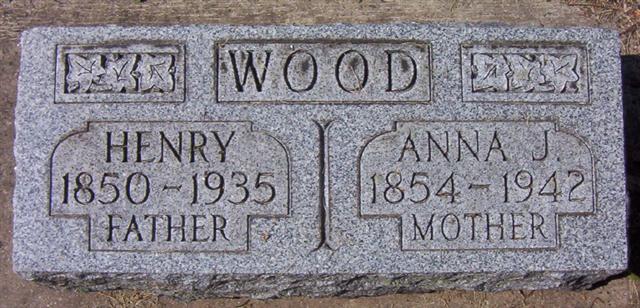 WOOD
HENRY
1850 - 1935
FATHER
ANNA J.
1854 - 1942
MOTHER